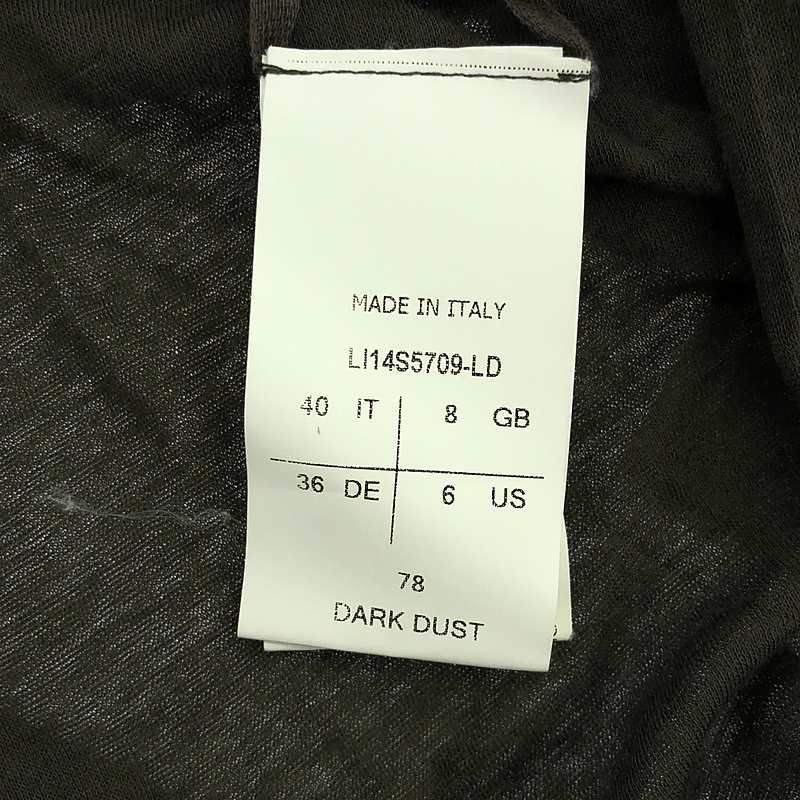 MADE IN ITALY
LI14S5709-LD
40 IT 8 GB
36 DE 6 US
78
DARK DUST